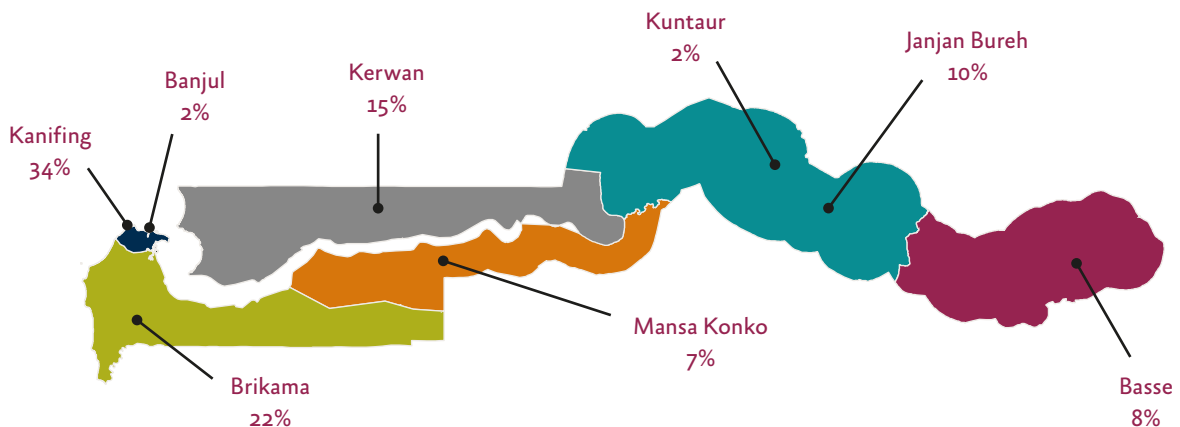 Kuntaur
2%
Janjan Bureh
10%
Kerwan
15%
Banjul
2%
Kanifing
34%
Mansa Konko
7%
Brikama
22%
Basse
8%